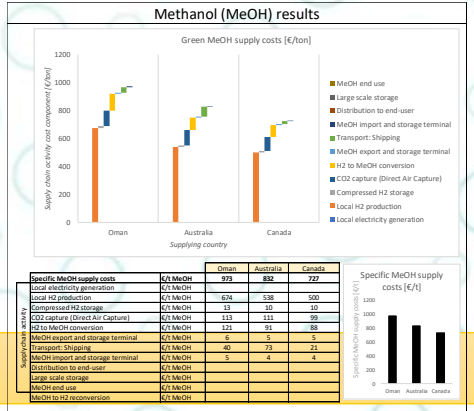 Methanol (MeOH) results
Green MeOH supply costs [€/ton]
Supply chain activity cost component [€/ton]
1200
1000
800
600
400
200
0
Oman
Australia
Canada
Supplying country
MeOH end use
Large scale storage
Distribution to end-user
MeOH import and storage terminal
Transport: Shipping
MeOH export and storage terminal
H2 to MeOH conversion
CO2 capture (Direct Air Capture)
Compressed H2 storage
Local H2 production
Local electricity generation
Oman Australia Canada
Specific MeOH supply costs €/t MeOH 973 832 727
Supply chain activity
Local electricity generation €/t MeOH
Local H2 production €/t MeOH 674 538 500
Compressed H2 storage €/t MeOH 13 10 10
CO2 capture (Direct Air Capture) €/t MeOH 113 111 99
H2 to MeOH conversion €/t MeOH 121 91 88
MeOH export and storage terminal €/t MeOH 6 5 5
Transport: Shipping €/t MeOH 40 73 21
MeOH import and storage terminal €/t MeOH 5 4 4
Distribution to end-user €/t MeOH
Large scale storage €/t MeOH
MeOH end use €/t MeOH
MeOH to H2 reconversion €/t MeOH
Specific MeOH supply
costs [€/t]
Specific MeOH supply costs [€/t]
1200
1000
800
600
400
200
0
Oman Australia Canada